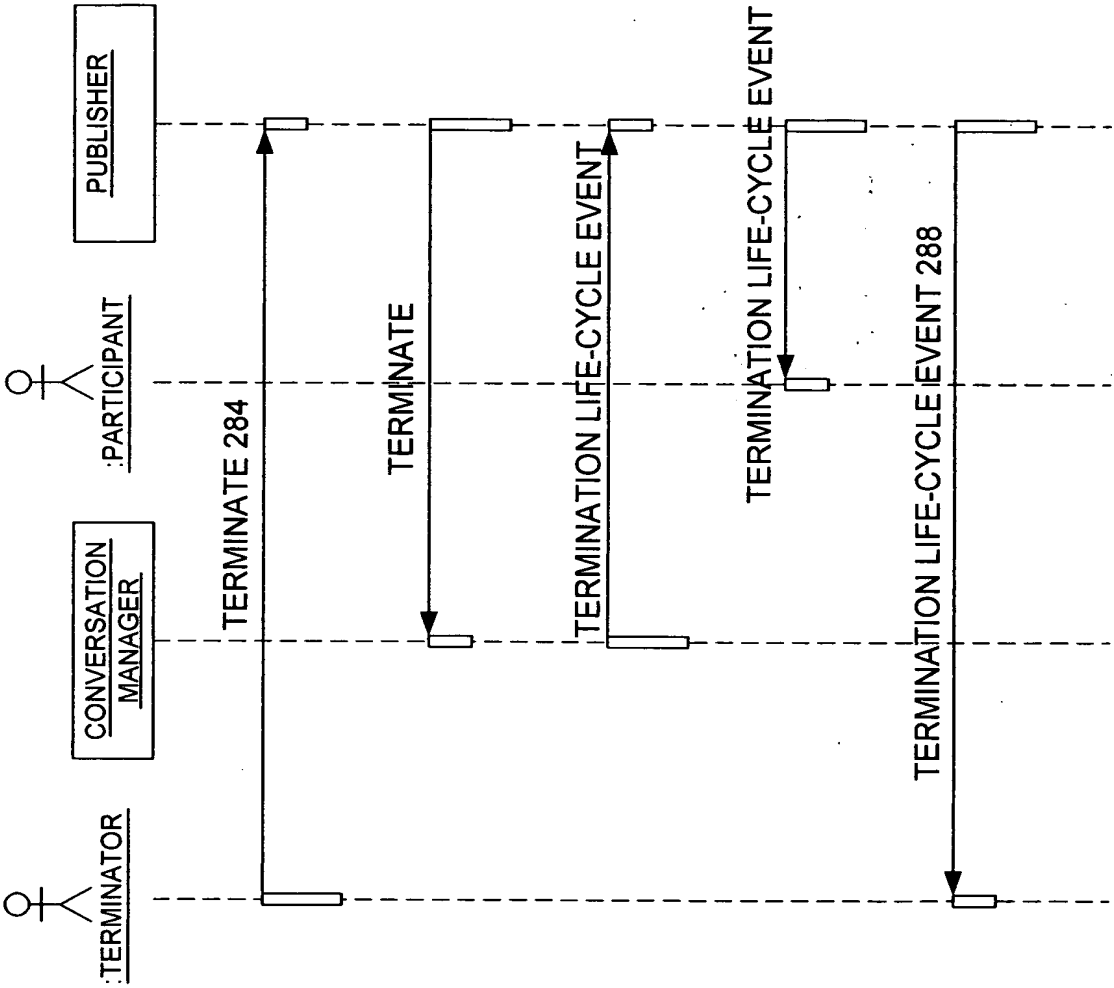 :TERMINATOR
CONVERSATION
MANAGER
:PARTICIPANT
PUBLISHER
TERMINATE 284
TERMINATE
TERMINATION LIFE-CYCLE EVENT
TERMINATION LIFE-CYCLE EVENT
TERMINATION LIFE-CYCLE EVENT 288